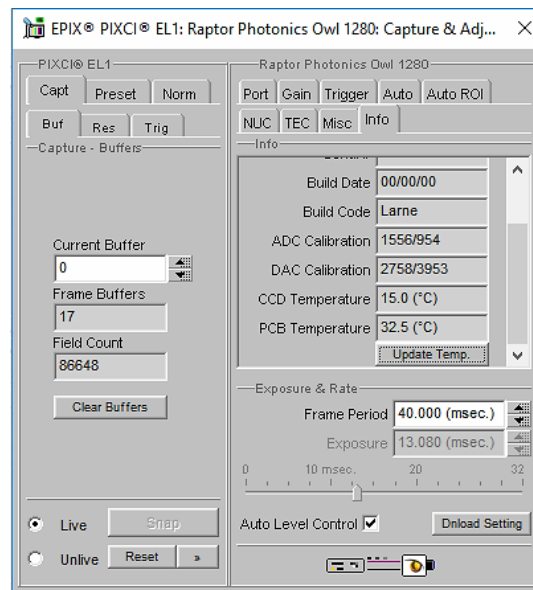 EPIX® PIXCI® EL1: Raptor Photonics Owl 1280: Capture & Adj...
PIXCI® EL1
Capt Preset Norm
Buf Res Trig
Capture - Buffers
Current Buffer
0
Frame Buffers
17
Field Count
86648
Clear Buffers
Live Snap
Unlive Reset »
Raptor Photonics Owl 1280
Port Gain Trigger Auto Auto ROI
NUC TEC Misc Info
Info
Build Date 00/00/00
Build Code Larne
ADC Calibration 1556/954
DAC Calibration 2758/3953
CCD Temperature 15.0 (°C)
PCB Temperature 32.5 (°C)
Update Temp.
Exposure & Rate
Frame Period 40.000 (msec.)
Exposure 13.080 (msec.)
0 10 msec. 20 32
Auto Level Control Dnload Setting